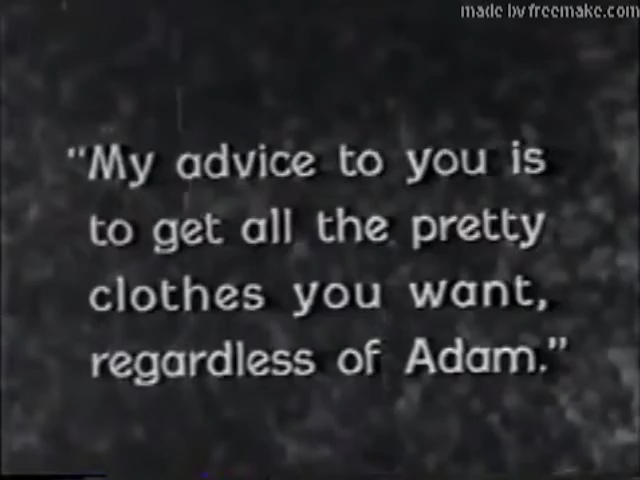 made by freemake.com
"My advice to you is
to get all the pretty
clothes you want,
regardless of Adam."